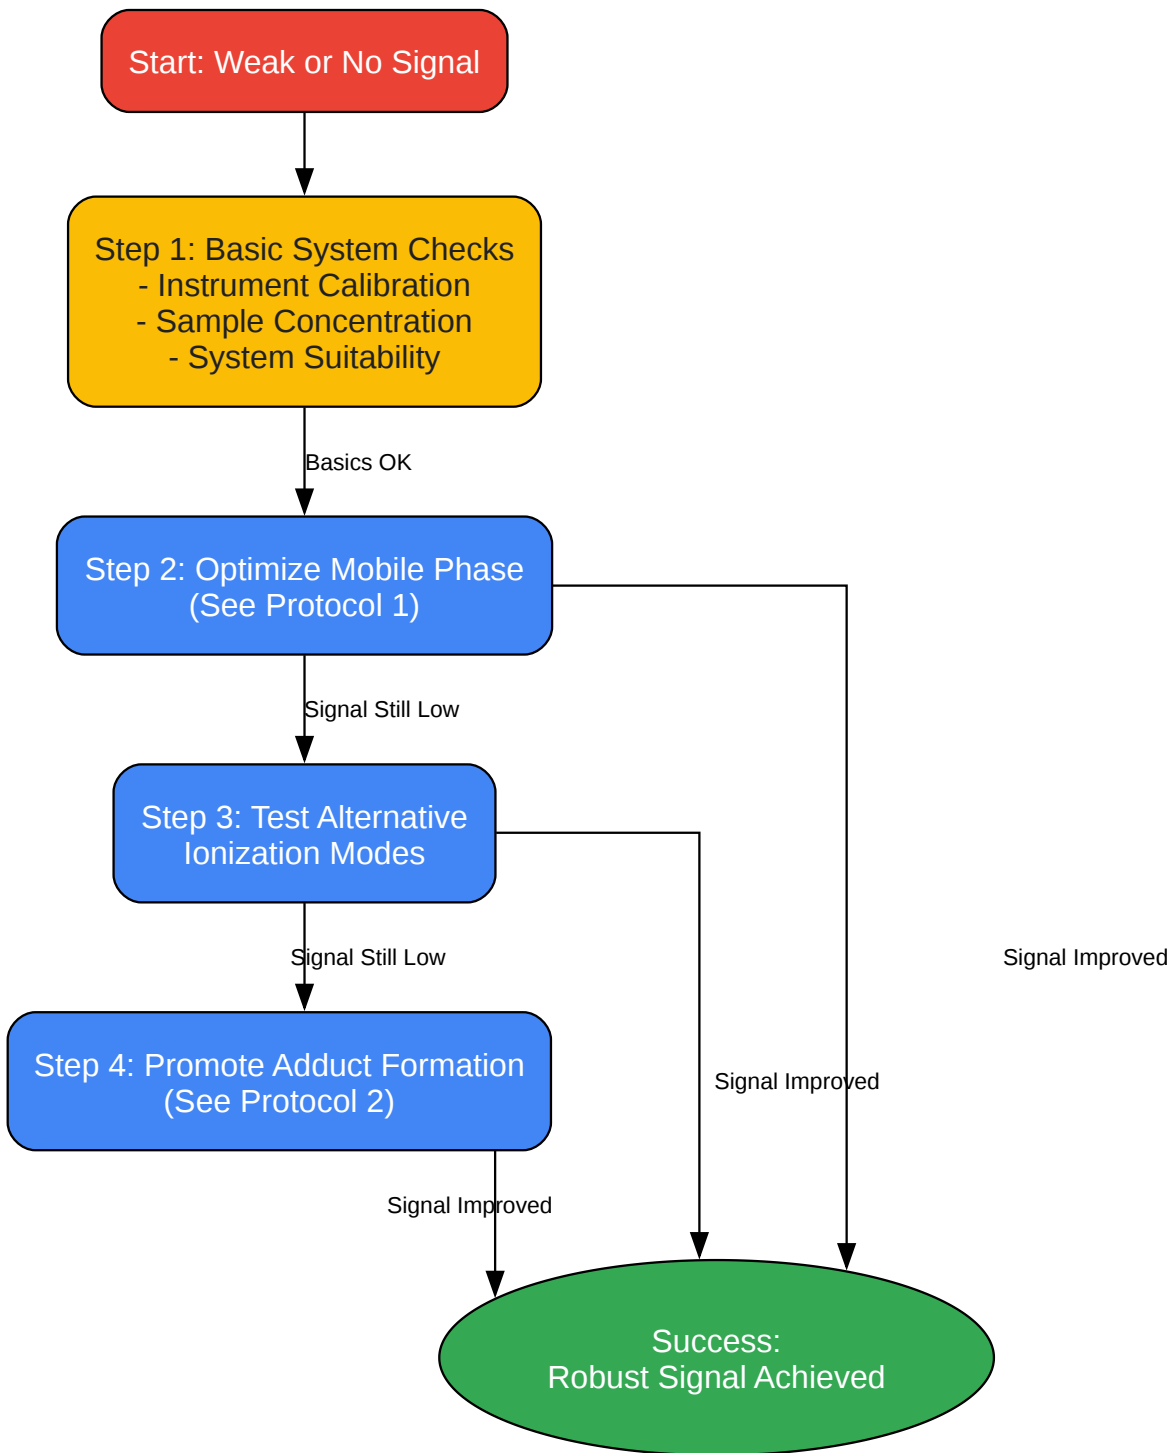 Start: Weak or No Signal
Step 1: Basic System Checks
- Instrument Calibration
- Sample Concentration
- System Suitability
Basics OK
Step 2: Optimize Mobile Phase
(See Protocol 1)
Signal Still Low
Step 3: Test Alternative
Ionization Modes
Signal Still Low
Signal Improved
Step 4: Promote Adduct Formation
(See Protocol 2)
Signal Improved
Signal Improved
Success:
Robust Signal Achieved